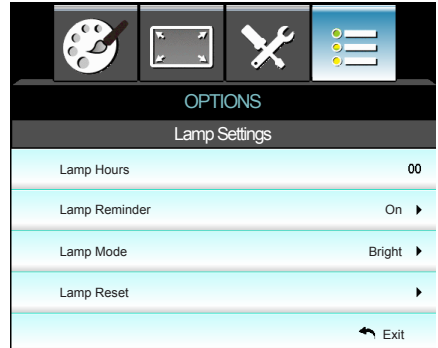 OPTIONS
Lamp Settings
Lamp Hours 00
Lamp Reminder On
Lamp Mode Bright
Lamp Reset
Exit